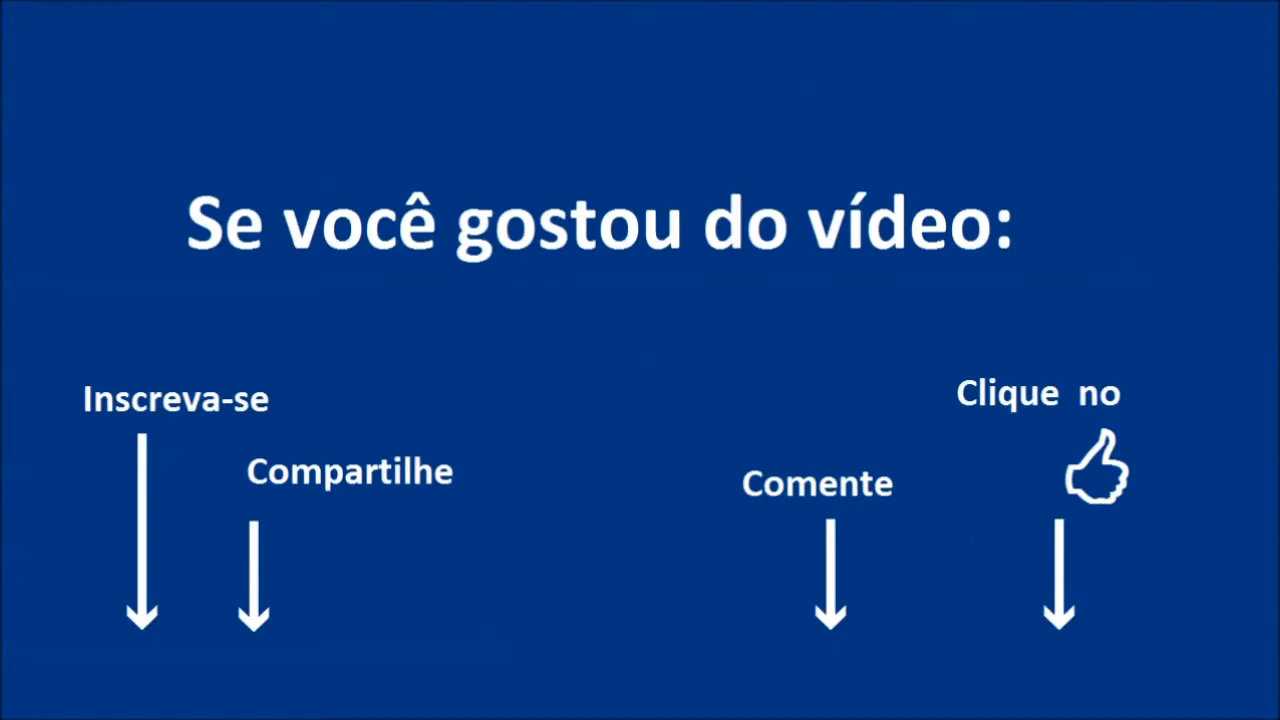 Se você gostou do vídeo:
Inscreva-se
Compartilhe
Comente
Clique no